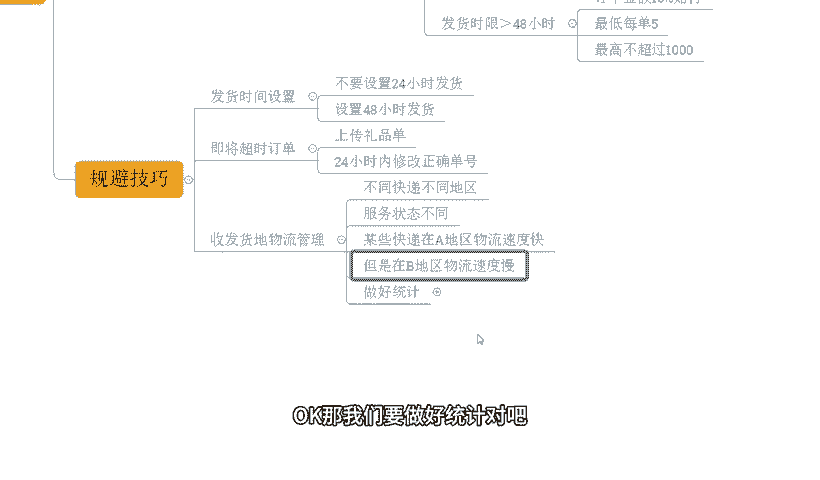 发货时限＞48小时
最低每单5
最高不超过1000
规避技巧
发货时间设置
不要设置24小时发货
设置48小时发货
即将超时订单
上传礼品单
24小时内修改正确单号
收发货地物流管理
不同快递不同地区
服务状态不同
某些快递在A地区物流速度快
但是在B地区物流速度慢
做好统计
OK那我们要做好统计对吧